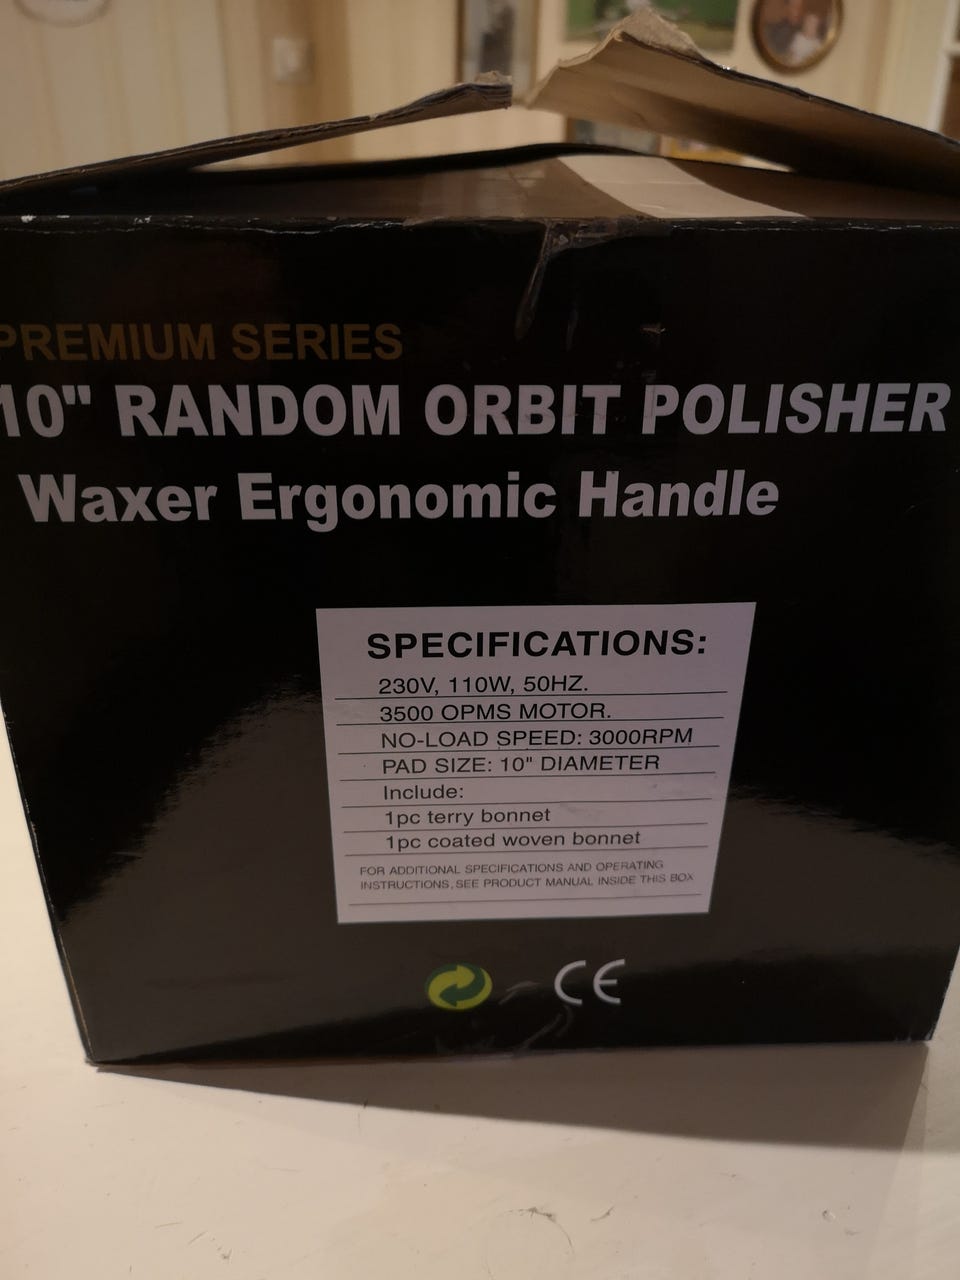 PREMIUM SERIES
10" RANDOM ORBIT POLISHER
Waxer Ergonomic Handle
SPECIFICATIONS:
230V, 110W, 50HZ.
3500 OPMS MOTOR.
NO-LOAD SPEED: 3000RPM
PAD SIZE: 10" DIAMETER
Include:
1pc terry bonnet
1pc coated woven bonnet
FOR ADDITIONAL SPECIFICATIONS AND OPERATING
INSTRUCTIONS, SEE PRODUCT MANUAL INSIDE THIS BOX
CE